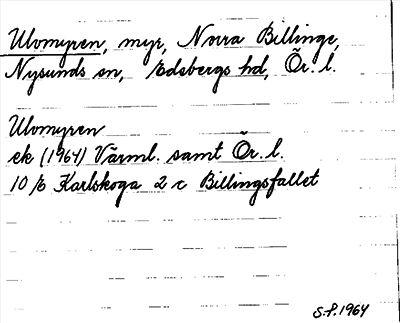 Ulvmyren, myr, Norra Billinge,
Nysunds sn, Edsbergs hd, Ör. l.
Ulvmyren
ek (1964) Värml. samt Ör. l.
10 E Karlskoga 2 c Billingsfallet
S.P. 1964